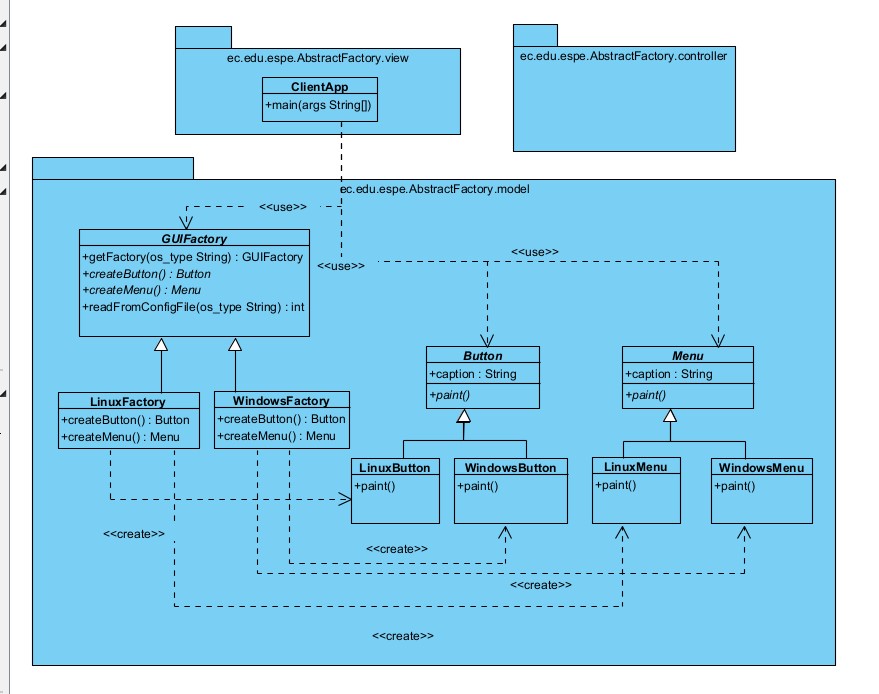 ec.edu.espe.AbstractFactory.view
ClientApp
+main(args String[])
ec.edu.espe.AbstractFactory.controller
ec.edu.espe.AbstractFactory.model
<<use>>
GUIFactory
+getFactory(os_type String) : GUIFactory
+createButton() : Button
+createMenu() : Menu
+readFromConfigFile(os_type String) : int
<<use>>
<<use>>
Button
+caption : String
+paint()
Menu
+caption : String
+paint()
LinuxFactory
+createButton() : Button
+createMenu() : Menu
WindowsFactory
+createButton() : Button
+createMenu() : Menu
LinuxButton
+paint()
WindowsButton
+paint()
LinuxMenu
+paint()
WindowsMenu
+paint()
<<create>>
<<create>>
<<create>>
<<create>>